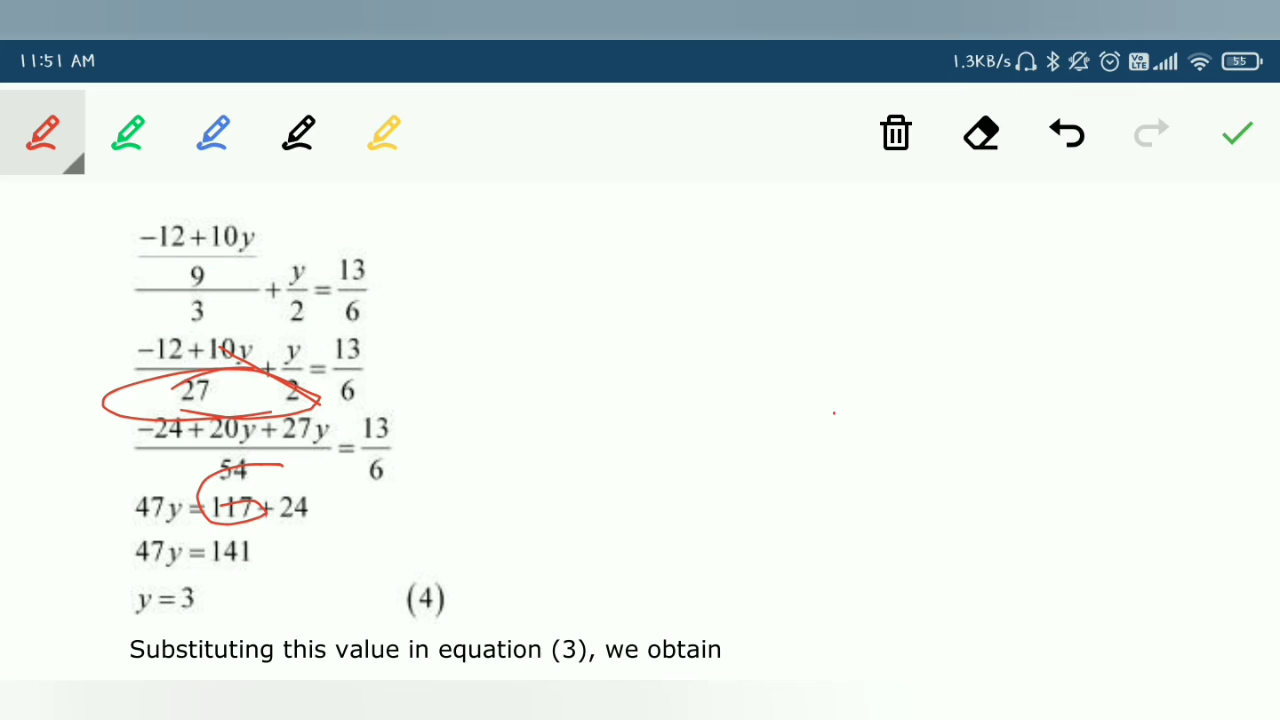 11:51 AM 1.3KB/s Vo LTE 55
−12+10y
9
3
+ y/2 = 13/6
−12+10y/27 + y/2 = 13/6
−24+20y+27y/54 = 13/6
47y = 117+24
47y = 141
y = 3 (4)
Substituting this value in equation (3), we obtain